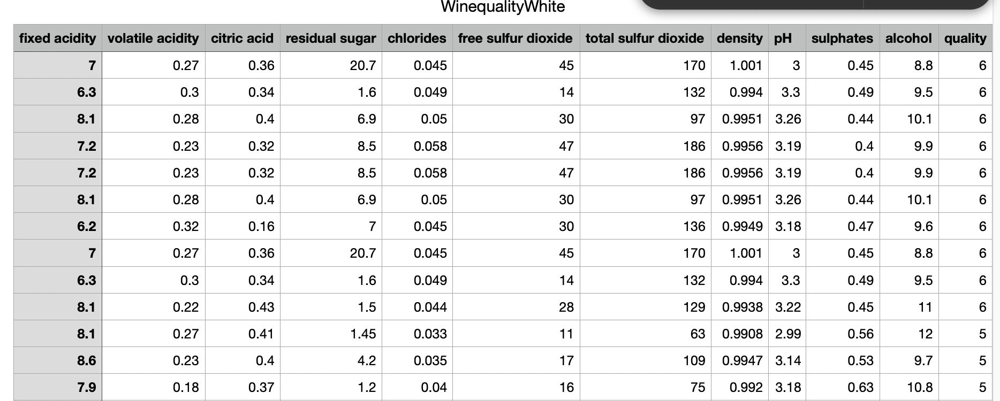 WinequalityWhite
fixed acidity volatile acidity citric acid residual sugar chlorides free sulfur dioxide total sulfur dioxide density pH sulphates alcohol quality
7 0.27 0.36 20.7 0.045 45 170 1.001 3 0.45 8.8 6
6.3 0.3 0.34 1.6 0.049 14 132 0.994 3.3 0.49 9.5 6
8.1 0.28 0.4 6.9 0.05 30 97 0.9951 3.26 0.44 10.1 6
7.2 0.23 0.32 8.5 0.058 47 186 0.9956 3.19 0.4 9.9 6
7.2 0.23 0.32 8.5 0.058 47 186 0.9956 3.19 0.4 9.9 6
8.1 0.28 0.4 6.9 0.05 30 97 0.9951 3.26 0.44 10.1 6
6.2 0.32 0.16 7 0.045 30 136 0.9949 3.18 0.47 9.6 6
7 0.27 0.36 20.7 0.045 45 170 1.001 3 0.45 8.8 6
6.3 0.3 0.34 1.6 0.049 14 132 0.994 3.3 0.49 9.5 6
8.1 0.22 0.43 1.5 0.044 28 129 0.9938 3.22 0.45 11 6
8.1 0.27 0.41 1.45 0.033 11 63 0.9908 2.99 0.56 12 5
8.6 0.23 0.4 4.2 0.035 17 109 0.9947 3.14 0.53 9.7 5
7.9 0.18 0.37 1.2 0.04 16 75 0.992 3.18 0.63 10.8 5